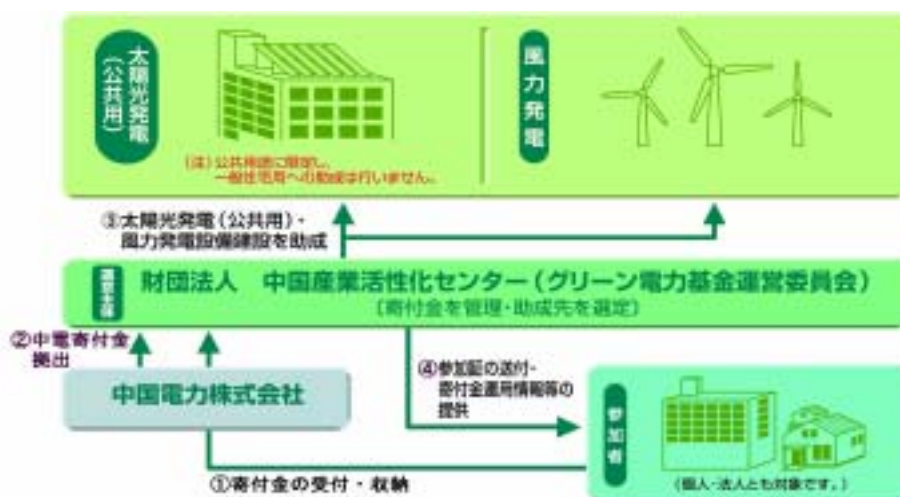 太陽光発電
(公共用)
風力発電
(注)公共用途に限定し、
一般住宅用への助成は行いません。
③太陽光発電(公共用)・
風力発電設備建設を助成
財団法人 中国産業活性化センター(グリーン電力基金運営委員会)
〔寄付金を管理・助成先を選定〕
②中電寄付金
拠出
中国電力株式会社
④参加証の送付・
寄付金運用情報等の
提供
参加者
(個人・法人とも対象です。)
①寄付金の受付・収納